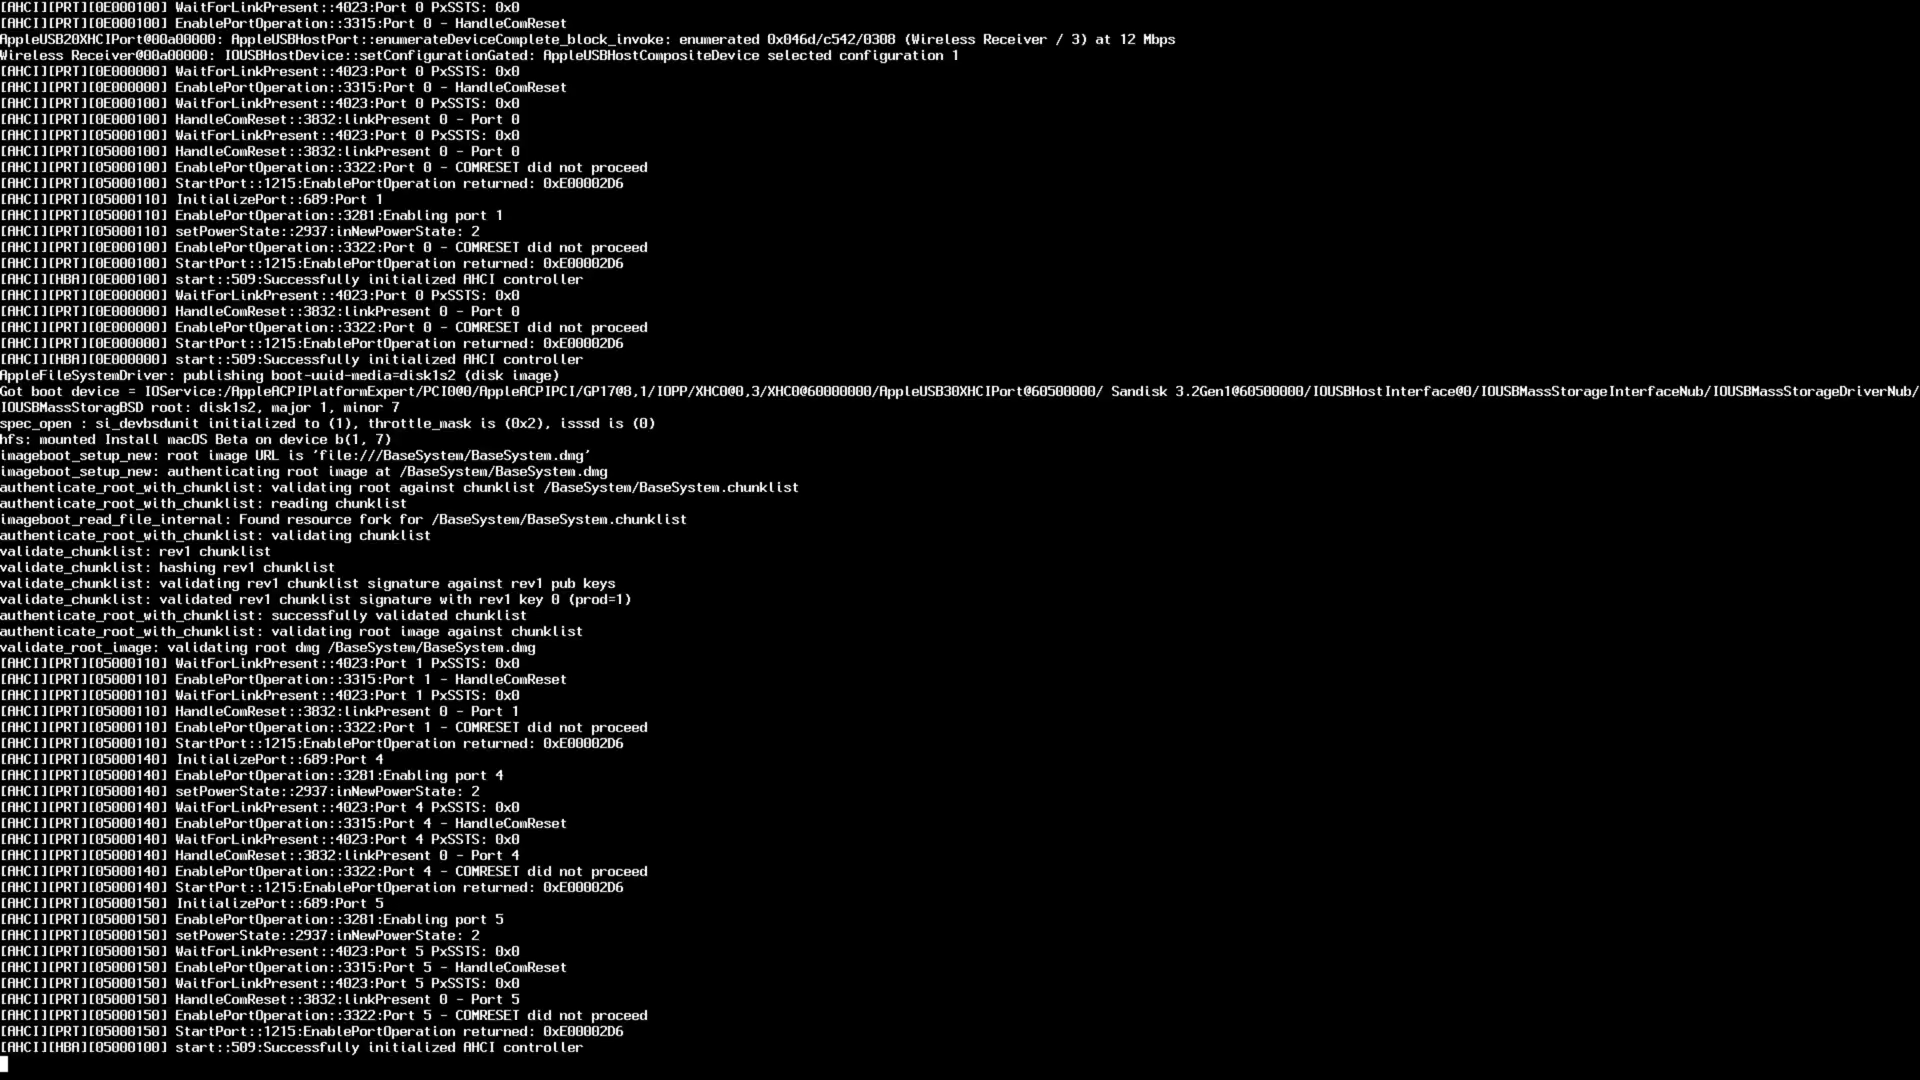 [AHCI][PRT][0E000100] WaitForLinkPresent::4023:Port 0 PxSSTS: 0x0
[AHCI][PRT][0E000100] EnablePortOperation::3315:Port 0 - HandleComReset
AppleUSB20XHCIPort@00a00000: AppleUSBHostPort::enumerateDeviceComplete_block_invoke: enumerated 0x046d/c542/0308 (Wireless Receiver / 3) at 12 Mbps
Wireless Receiver@00a00000: IOUSBHostDevice::setConfigurationGated: AppleUSBHostCompositeDevice selected configuration 1
[AHCI][PRT][0E000000] WaitForLinkPresent::4023:Port 0 PxSSTS: 0x0
[AHCI][PRT][0E000000] EnablePortOperation::3315:Port 0 - HandleComReset
[AHCI][PRT][0E000100] WaitForLinkPresent::4023:Port 0 PxSSTS: 0x0
[AHCI][PRT][0E000100] HandleComReset::3832:linkPresent 0 - Port 0
[AHCI][PRT][05000100] WaitForLinkPresent::4023:Port 0 PxSSTS: 0x0
[AHCI][PRT][05000100] HandleComReset::3832:linkPresent 0 - Port 0
[AHCI][PRT][05000100] EnablePortOperation::3322:Port 0 - COMRESET did not proceed
[AHCI][PRT][05000100] StartPort::1215:EnablePortOperation returned: 0xE00002D6
[AHCI][PRT][05000110] InitializePort::689:Port 1
[AHCI][PRT][05000110] EnablePortOperation::3281:Enabling port 1
[AHCI][PRT][05000110] setPowerState::2937:inNewPowerState: 2
[AHCI][PRT][0E000100] EnablePortOperation::3322:Port 0 - COMRESET did not proceed
[AHCI][PRT][0E000100] StartPort::1215:EnablePortOperation returned: 0xE00002D6
[AHCI][HBA][0E000100] start::509:Successfully initialized AHCI controller
[AHCI][PRT][0E000000] WaitForLinkPresent::4023:Port 0 PxSSTS: 0x0
[AHCI][PRT][0E000000] HandleComReset::3832:linkPresent 0 - Port 0
[AHCI][PRT][0E000000] EnablePortOperation::3322:Port 0 - COMRESET did not proceed
[AHCI][PRT][0E000000] StartPort::1215:EnablePortOperation returned: 0xE00002D6
[AHCI][HBA][0E000000] start::509:Successfully initialized AHCI controller
AppleFileSystemDriver: publishing boot-uuid-media=disk1s2 (disk image)
Got boot device = IOService:/AppleACPIPlatformExpert/PCI0@0/AppleACPIPCI/GP17@8,1/IOPP/XHC0@0,3/XHC0@60000000/AppleUSB30XHCIPort@60500000/ Sandisk 3.2Gen1@60500000/IOUSBHostInterface@0/IOUSBMassStorageInterfaceNub/IOUSBMassStorageDriverNub/
IOUSBMassStoragBSD root: disk1s2, major 1, minor 7
spec_open : si_devbsdunit initialized to (1), throttle_mask is (0x2), isssd is (0)
hfs: mounted Install macOS Beta on device b(1, 7)
imageboot_setup_new: root image URL is 'file:///BaseSystem/BaseSystem.dmg'
imageboot_setup_new: authenticating root image at /BaseSystem/BaseSystem.dmg
authenticate_root_with_chunklist: validating root against chunklist /BaseSystem/BaseSystem.chunklist
authenticate_root_with_chunklist: reading chunklist
imageboot_read_file_internal: Found resource fork for /BaseSystem/BaseSystem.chunklist
authenticate_root_with_chunklist: validating chunklist
validate_chunklist: rev1 chunklist
validate_chunklist: hashing rev1 chunklist
validate_chunklist: validating rev1 chunklist signature against rev1 pub keys
validate_chunklist: validated rev1 chunklist signature with rev1 key 0 (prod=1)
authenticate_root_with_chunklist: successfully validated chunklist
authenticate_root_with_chunklist: validating root image against chunklist
validate_root_image: validating root dmg /BaseSystem/BaseSystem.dmg
[AHCI][PRT][05000110] WaitForLinkPresent::4023:Port 1 PxSSTS: 0x0
[AHCI][PRT][05000110] EnablePortOperation::3315:Port 1 - HandleComReset
[AHCI][PRT][05000110] WaitForLinkPresent::4023:Port 1 PxSSTS: 0x0
[AHCI][PRT][05000110] HandleComReset::3832:linkPresent 0 - Port 1
[AHCI][PRT][05000110] EnablePortOperation::3322:Port 1 - COMRESET did not proceed
[AHCI][PRT][05000110] StartPort::1215:EnablePortOperation returned: 0xE00002D6
[AHCI][PRT][05000140] InitializePort::689:Port 4
[AHCI][PRT][05000140] EnablePortOperation::3281:Enabling port 4
[AHCI][PRT][05000140] setPowerState::2937:inNewPowerState: 2
[AHCI][PRT][05000140] WaitForLinkPresent::4023:Port 4 PxSSTS: 0x0
[AHCI][PRT][05000140] EnablePortOperation::3315:Port 4 - HandleComReset
[AHCI][PRT][05000140] WaitForLinkPresent::4023:Port 4 PxSSTS: 0x0
[AHCI][PRT][05000140] HandleComReset::3832:linkPresent 0 - Port 4
[AHCI][PRT][05000140] EnablePortOperation::3322:Port 4 - COMRESET did not proceed
[AHCI][PRT][05000140] StartPort::1215:EnablePortOperation returned: 0xE00002D6
[AHCI][PRT][05000150] InitializePort::689:Port 5
[AHCI][PRT][05000150] EnablePortOperation::3281:Enabling port 5
[AHCI][PRT][05000150] setPowerState::2937:inNewPowerState: 2
[AHCI][PRT][05000150] WaitForLinkPresent::4023:Port 5 PxSSTS: 0x0
[AHCI][PRT][05000150] EnablePortOperation::3315:Port 5 - HandleComReset
[AHCI][PRT][05000150] WaitForLinkPresent::4023:Port 5 PxSSTS: 0x0
[AHCI][PRT][05000150] HandleComReset::3832:linkPresent 0 - Port 5
[AHCI][PRT][05000150] EnablePortOperation::3322:Port 5 - COMRESET did not proceed
[AHCI][PRT][05000150] StartPort::1215:EnablePortOperation returned: 0xE00002D6
[AHCI][HBA][05000100] start::509:Successfully initialized AHCI controller